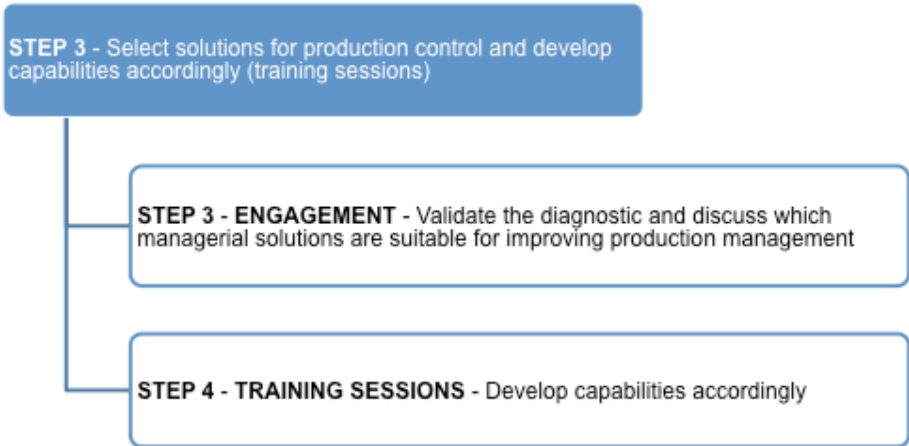 STEP 3 - Select solutions for production control and develop
capabilities accordingly (training sessions)
STEP 3 - ENGAGEMENT - Validate the diagnostic and discuss which
managerial solutions are suitable for improving production management
STEP 4 - TRAINING SESSIONS - Develop capabilities accordingly